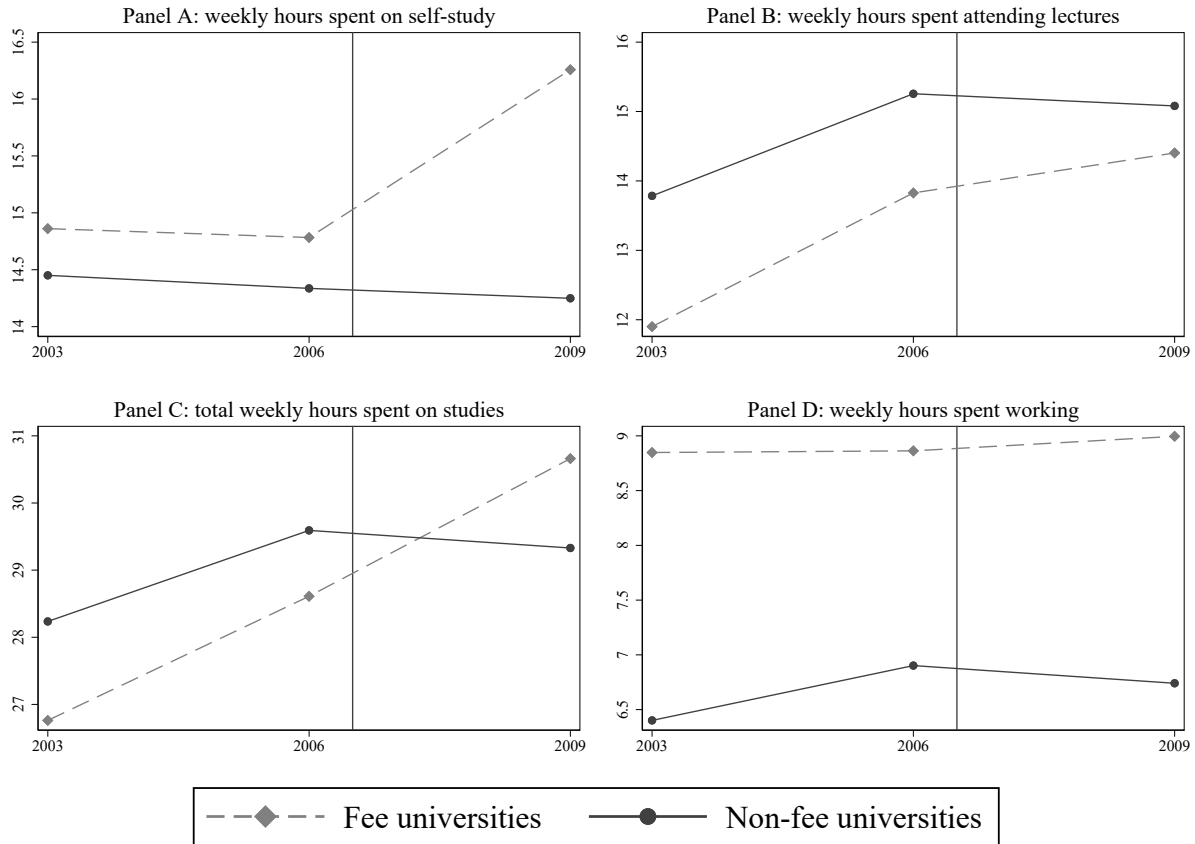 Panel A: weekly hours spent on self-study
16.5
16
15.5
15
14.5
14
2003 2006 2009
Panel B: weekly hours spent attending lectures
16
15
14
13
12
2003 2006 2009
Panel C: total weekly hours spent on studies
31
30
29
28
27
2003 2006 2009
Panel D: weekly hours spent working
9
8.5
8
7.5
7
6.5
2003 2006 2009
Fee universities Non-fee universities